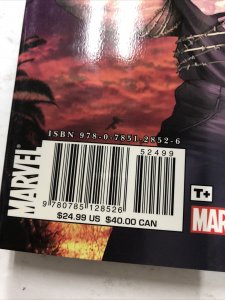 ISBN 978-0-7851-2852-6
52499
MARVEL
9 780785 128526
$24.99 US $40.00 CAN
T+
MAR